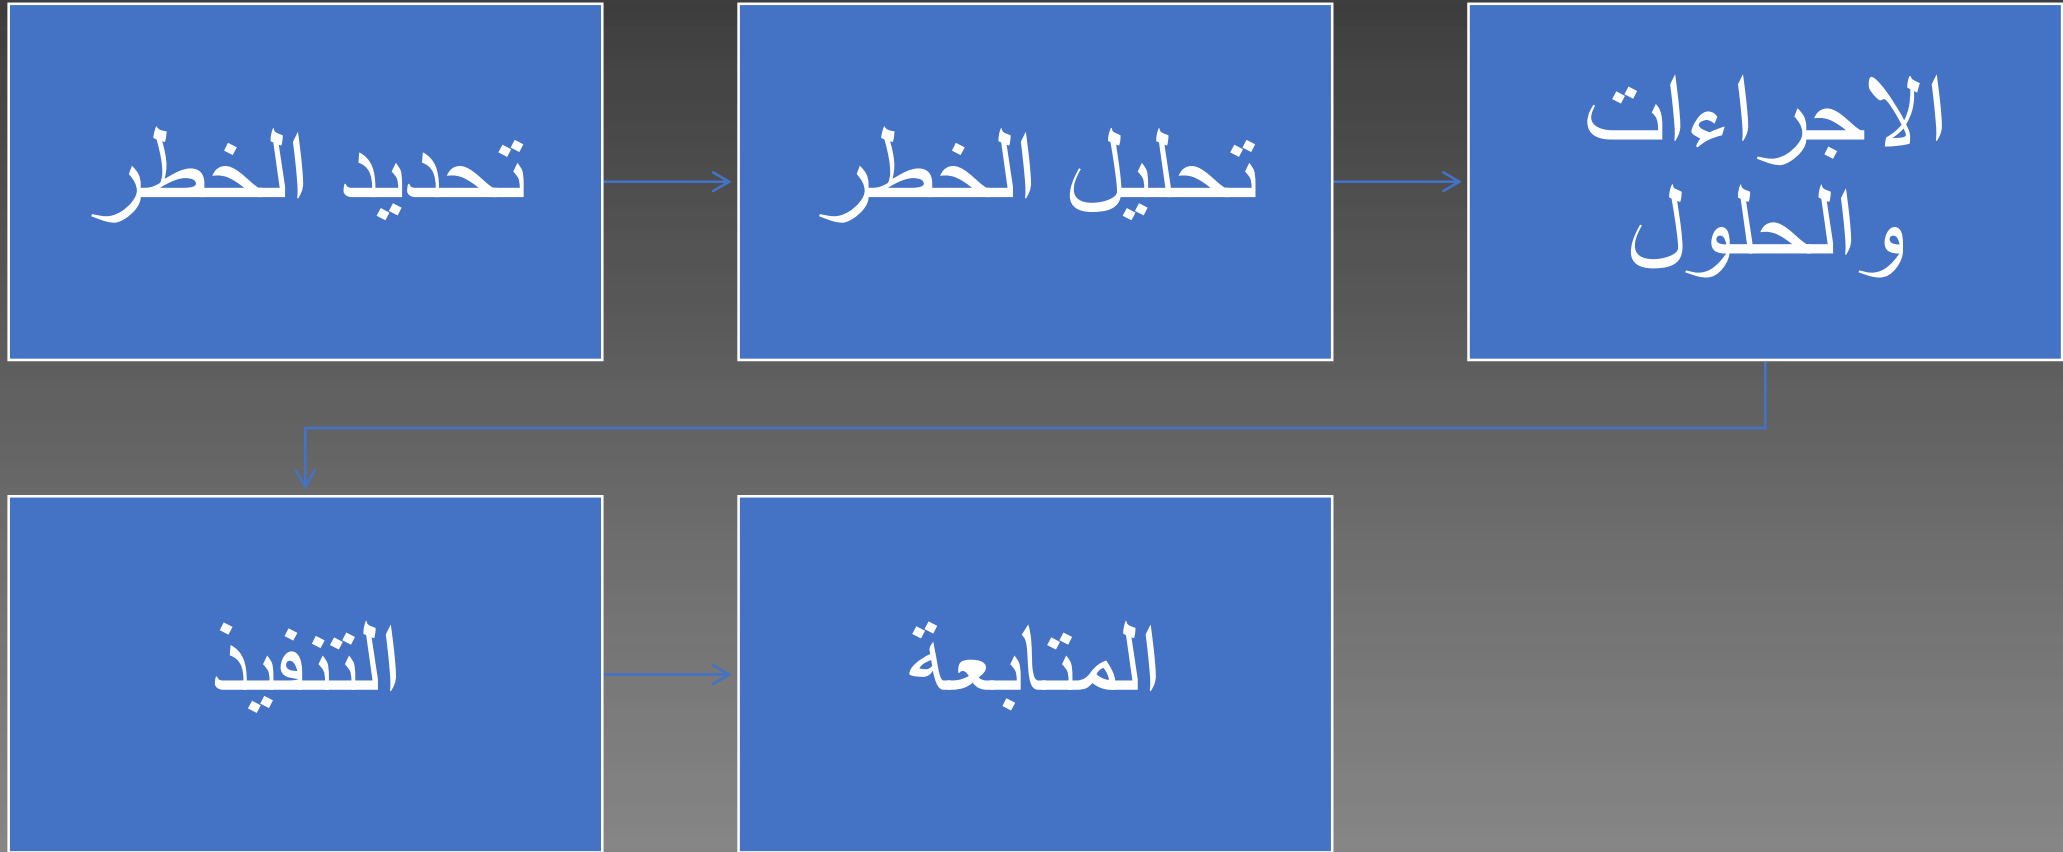 تحديد الخطر
تحليل الخطر
الاجراءات
والحلول
التنفيذ
المتابعة